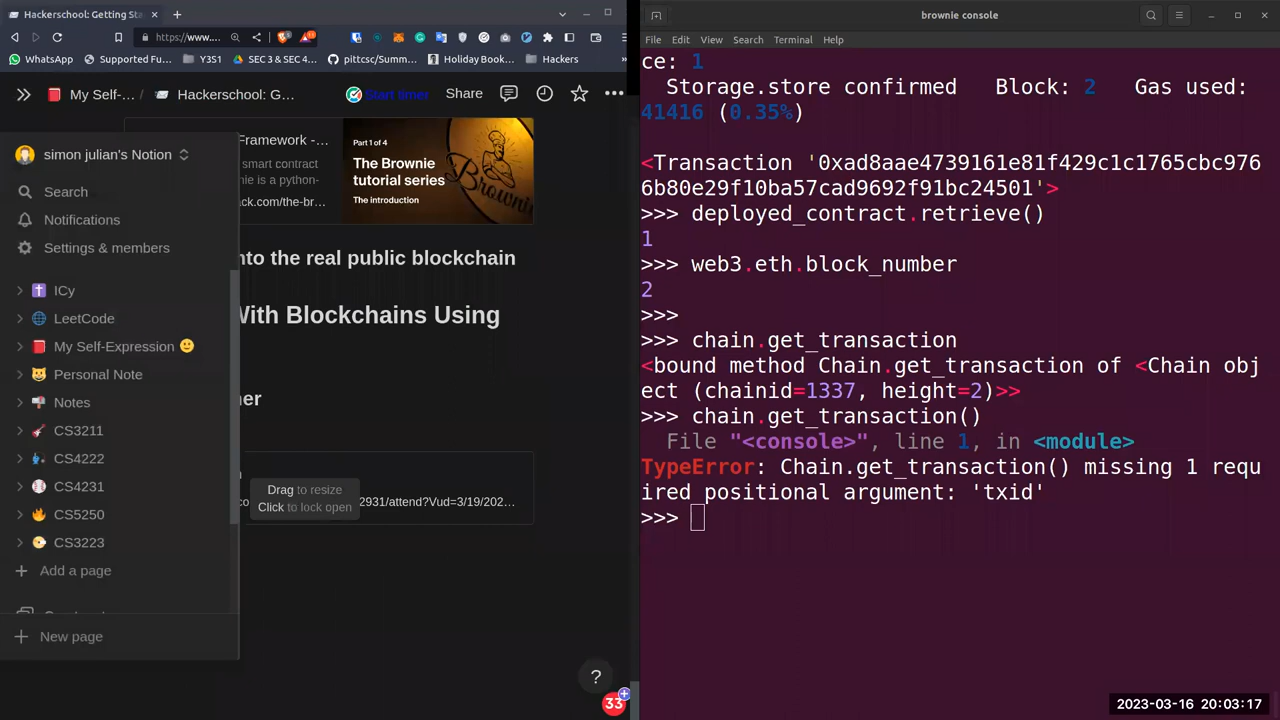 Hackerschool: Getting Sta
https://www....
WhatsApp
Supported Fu...
Y3S1
SEC 3 & SEC 4...
pittcsc/Summ...
Holiday Book...
Hackers
My Self-... /
Hackerschool: G...
Start timer
Share
simon julian's Notion
Search
Notifications
Settings & members
ICy
LeetCode
My Self-Expression 🙂
Personal Note
Notes
CS3211
CS4222
CS4231
CS5250
CS3223
Add a page
New page
Framework -...
smart contract
nie is a python-
ack.com/the-br...
Part 1 of 4
The Brownie
tutorial series
The introduction
Brownie
nto the real public blockchain
With Blockchains Using
er
2931/attend?Vud=3/19/202...
Drag to resize
Click to lock open
?
33
brownie console
File Edit View Search Terminal Help
ce: 1
Storage.store confirmed Block: 2 Gas used:
41416 (0.35%)
<Transaction '0xad8aae4739161e81f429c1c1765cbc976
6b80e29f10ba57cad9692f91bc24501'>
>>> deployed_contract.retrieve()
1
>>> web3.eth.block_number
2
>>>
>>> chain.get_transaction
<bound method Chain.get_transaction of <Chain obj
ect (chainid=1337, height=2)>>
>>> chain.get_transaction()
File "<console>", line 1, in <module>
TypeError: Chain.get_transaction() missing 1 requ
ired positional argument: 'txid'
>>>
2023-03-16 20:03:17